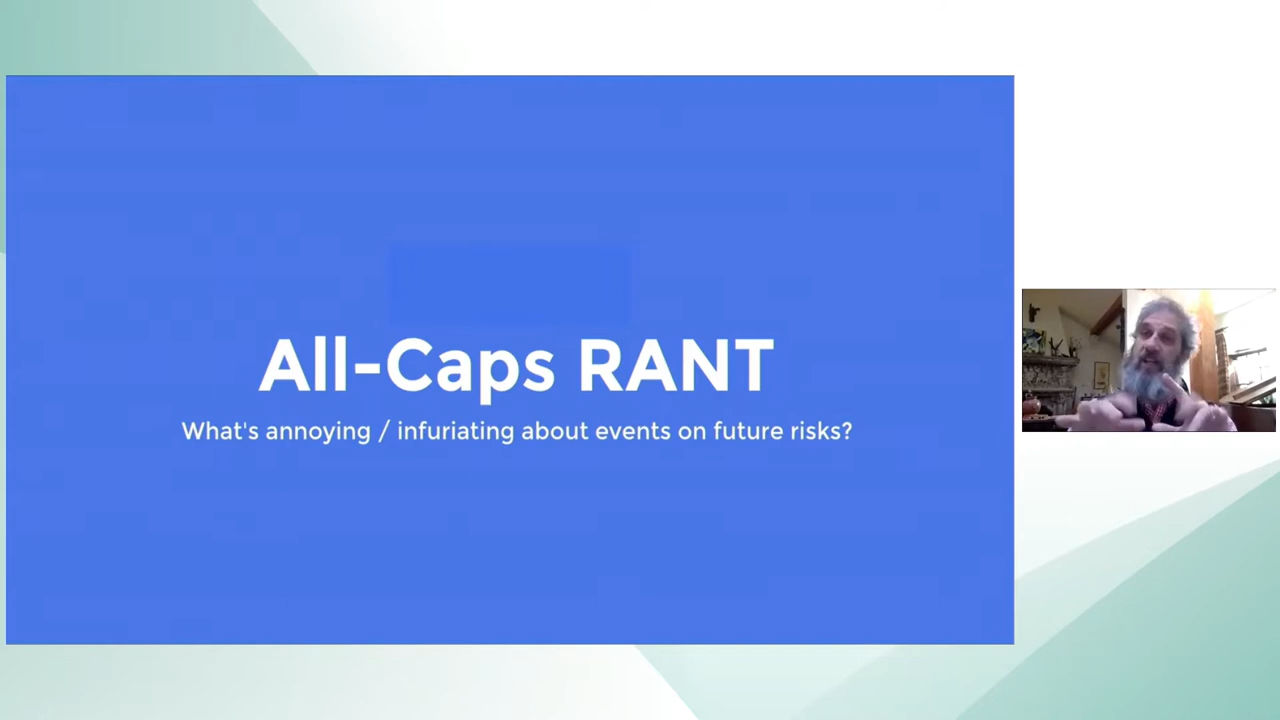 All-Caps RANT
What's annoying / infuriating about events on future risks?